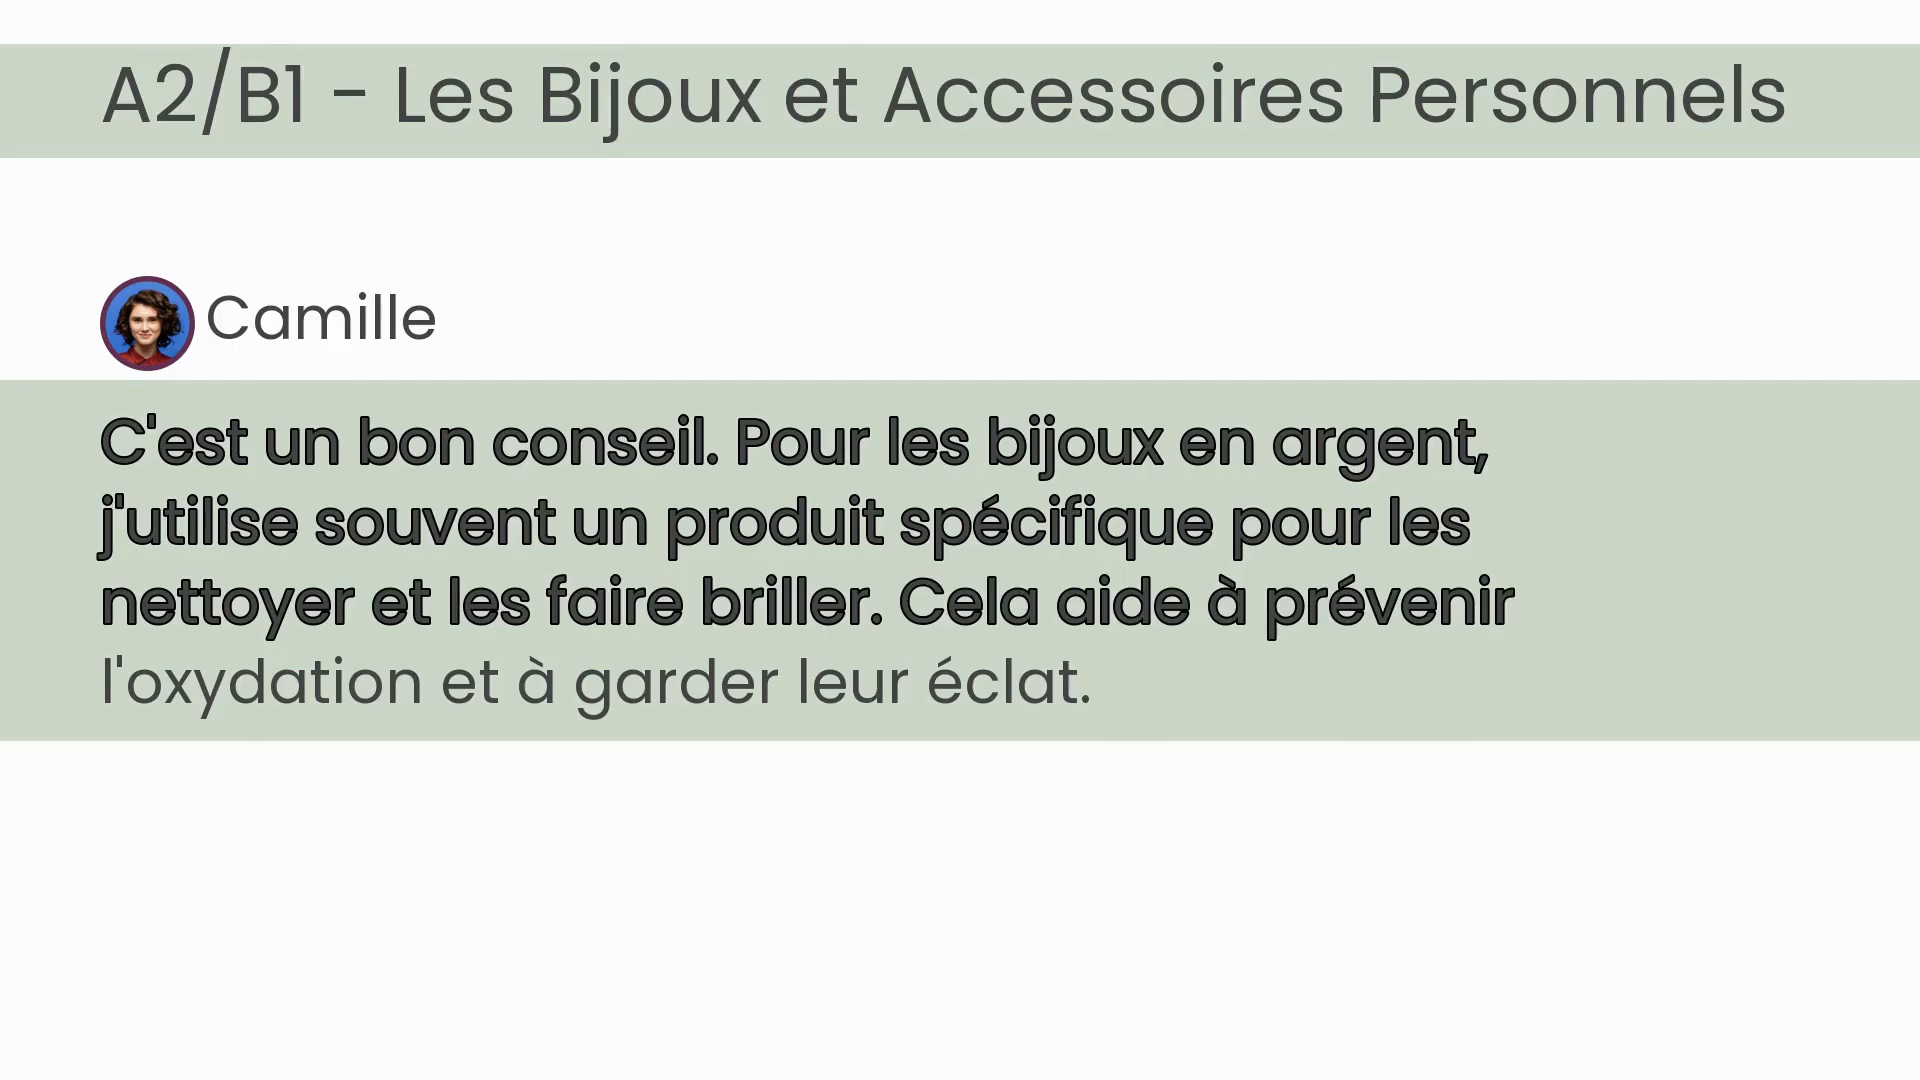 A2/B1 - Les Bijoux et Accessoires Personnels
Camille
C'est un bon conseil. Pour les bijoux en argent,
j'utilise souvent un produit spécifique pour les
nettoyer et les faire briller. Cela aide à prévenir
l'oxydation et à garder leur éclat.